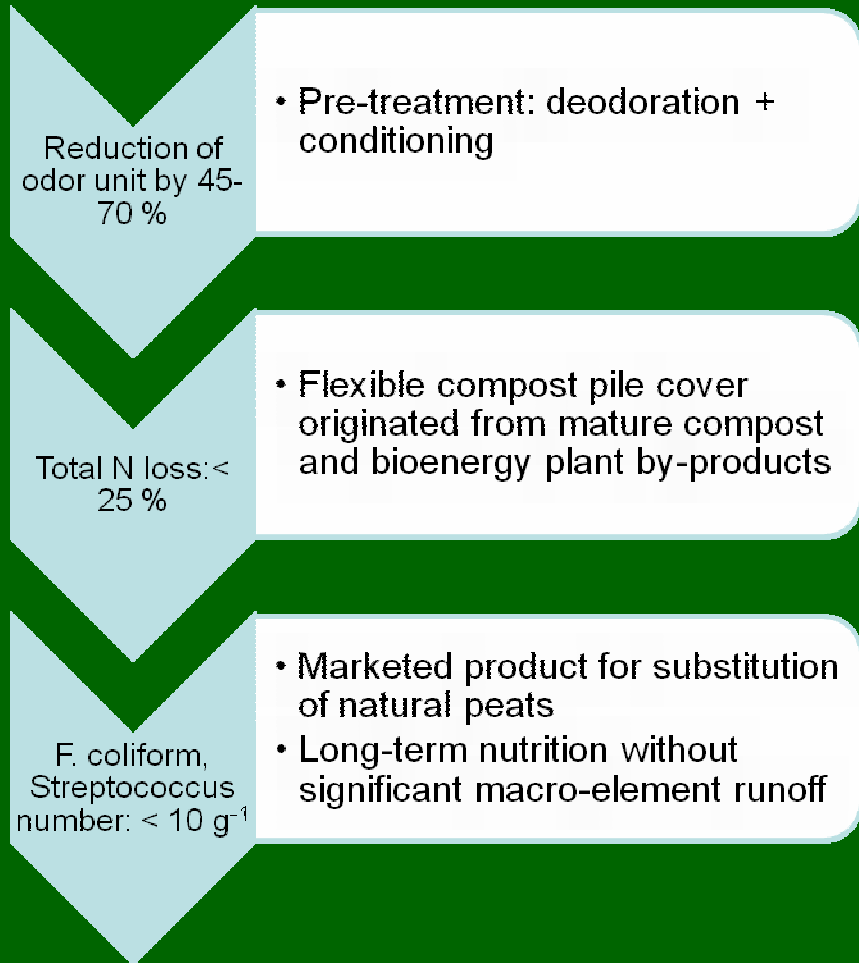 Reduction of
odor unit by 45-
70 %
• Pre-treatment: deodoration +
conditioning
Total N loss:<
25 %
• Flexible compost pile cover
originated from mature compost
and bioenergy plant by-products
F. coliform,
Streptococcus
number: < 10 g⁻¹
• Marketed product for substitution
of natural peats
• Long-term nutrition without
significant macro-element runoff